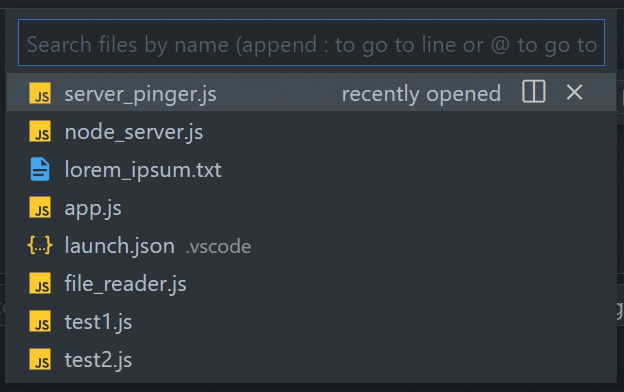 Search files by name (append : to go to line or @ to go to
JS server_pinger.js recently opened
JS node_server.js
lorem_ipsum.txt
JS app.js
{..} launch.json .vscode
JS file_reader.js
JS test1.js
JS test2.js